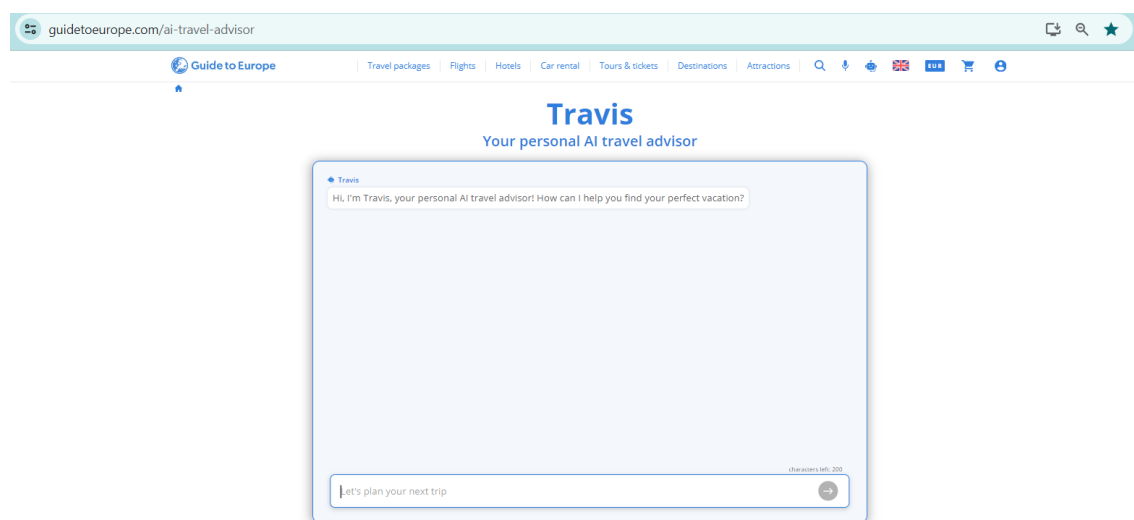 guidetoeurope.com/ai-travel-advisor
Guide to Europe
Travel packages Flights Hotels Car rental Tours & tickets Destinations Attractions EUR
Travis
Your personal AI travel advisor
Travis
Hi, I'm Travis, your personal AI travel advisor! How can I help you find your perfect vacation?
characters left: 200
Let's plan your next trip